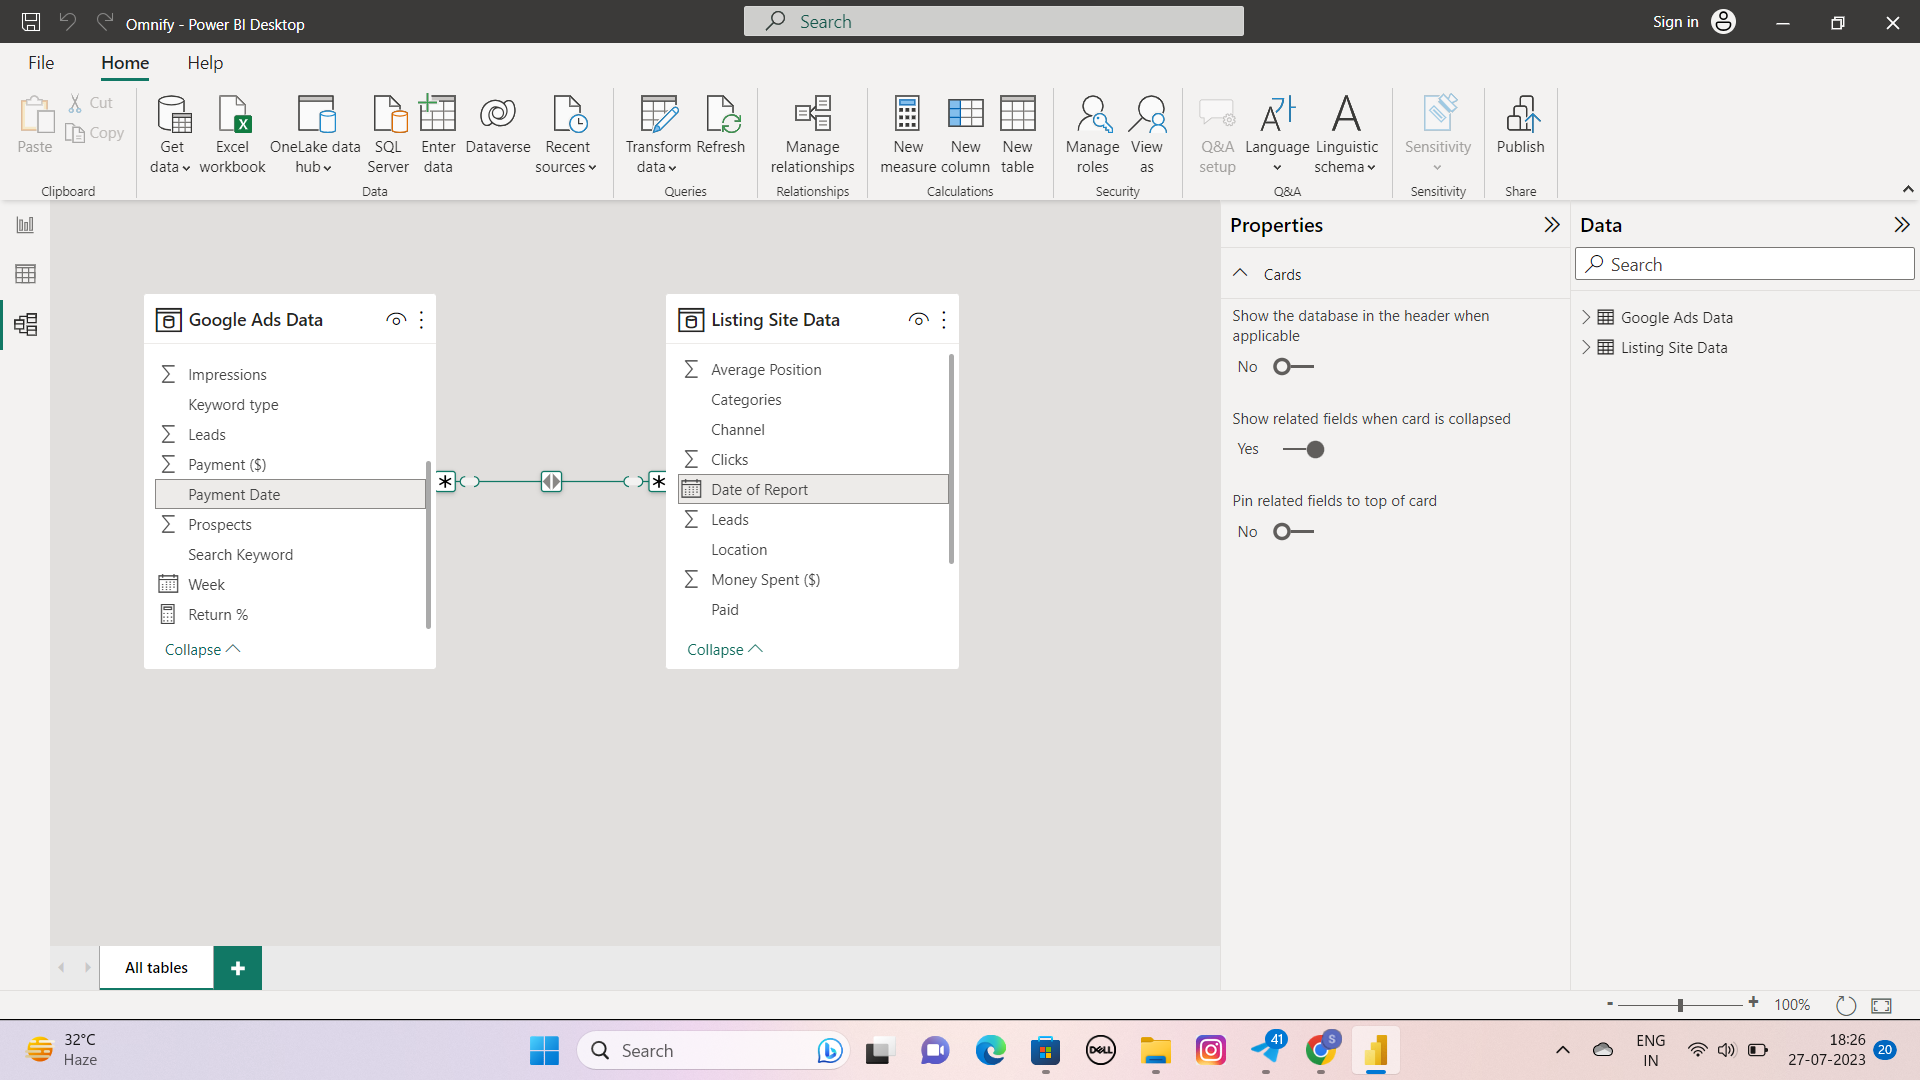 Omnify - Power BI Desktop
Search
Sign in
File
Home
Help
Paste
Cut
Copy
Clipboard
Get data
Excel workbook
OneLake data hub
SQL Server
Enter data
Dataverse
Recent sources
Data
Transform data
Refresh
Queries
Manage relationships
Relationships
New measure
New column
New table
Calculations
Manage roles
View as
Security
Q&A setup
Language
Linguistic schema
Q&A
Sensitivity
Sensitivity
Publish
Share
Google Ads Data
Impressions
Keyword type
Leads
Payment ($)
Payment Date
Prospects
Search Keyword
Week
Return %
Collapse
Listing Site Data
Average Position
Categories
Channel
Clicks
Date of Report
Leads
Location
Money Spent ($)
Paid
Collapse
Properties
Cards
Show the database in the header when
applicable
No
Show related fields when card is collapsed
Yes
Pin related fields to top of card
No
Data
Search
Google Ads Data
Listing Site Data
All tables
+
- + 100%
32°C
Haze
Search
DELL
41
S
ENG
IN
18:26
27-07-2023
20